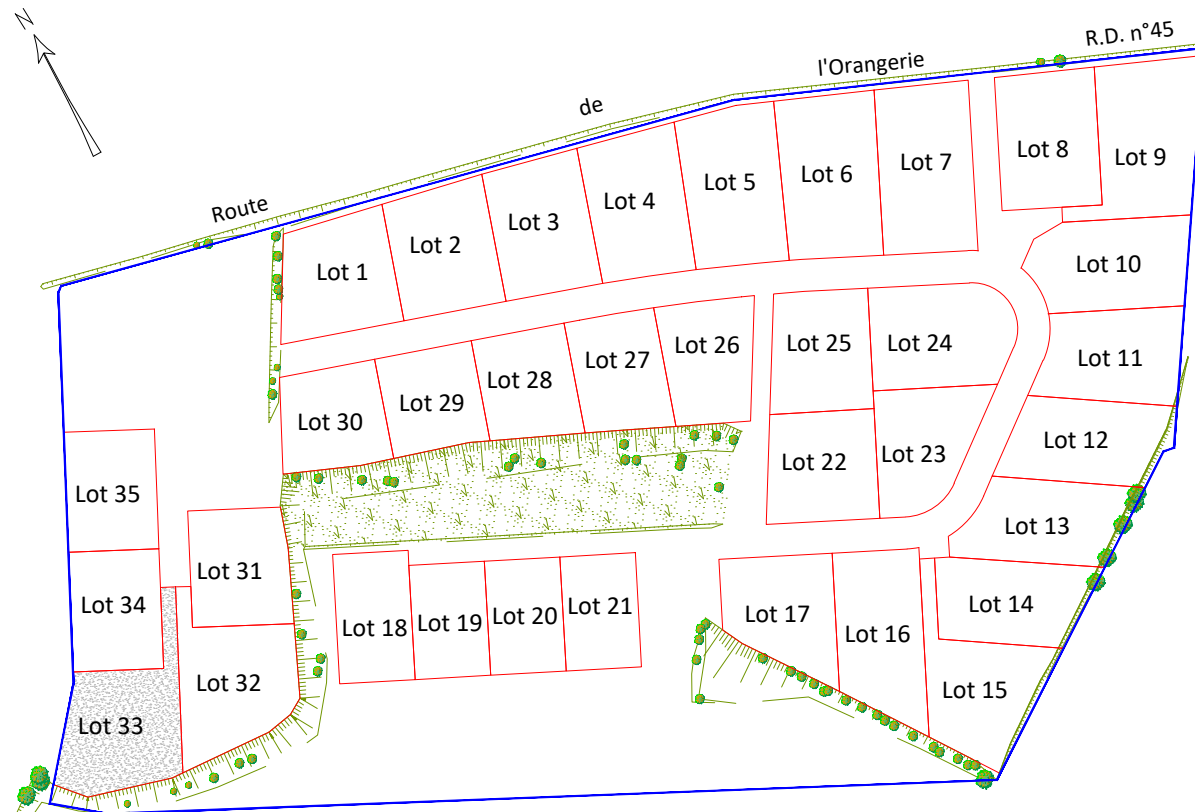 N
Route de l'Orangerie R.D. n°45
Lot 1
Lot 2
Lot 3
Lot 4
Lot 5
Lot 6
Lot 7
Lot 8
Lot 9
Lot 10
Lot 11
Lot 12
Lot 13
Lot 14
Lot 15
Lot 16
Lot 17
Lot 18
Lot 19
Lot 20
Lot 21
Lot 22
Lot 23
Lot 24
Lot 25
Lot 26
Lot 27
Lot 28
Lot 29
Lot 30
Lot 31
Lot 32
Lot 33
Lot 34
Lot 35